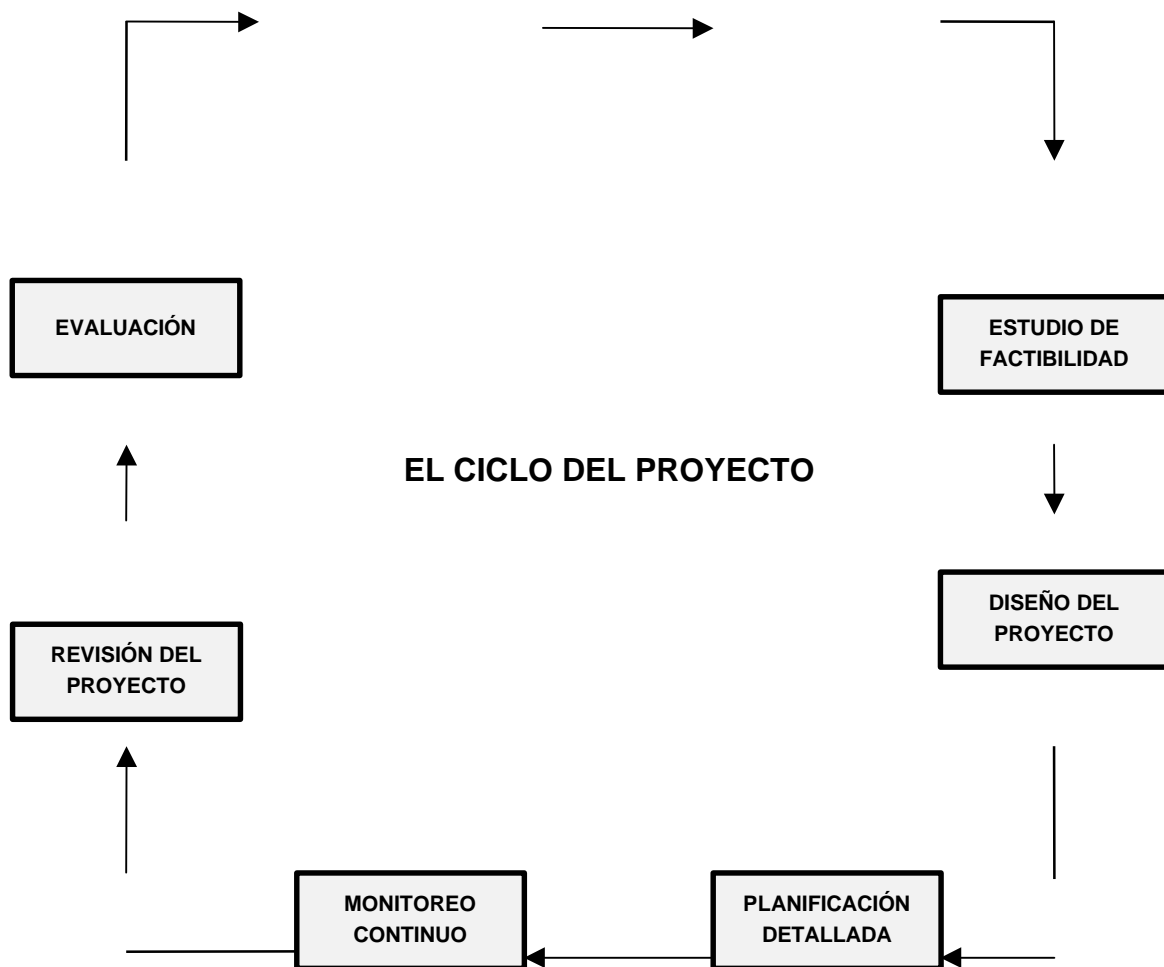 EVALUACIÓN
ESTUDIO DE
FACTIBILIDAD
EL CICLO DEL PROYECTO
DISEÑO DEL
PROYECTO
REVISIÓN DEL
PROYECTO
MONITOREO
CONTINUO
PLANIFICACIÓN
DETALLADA